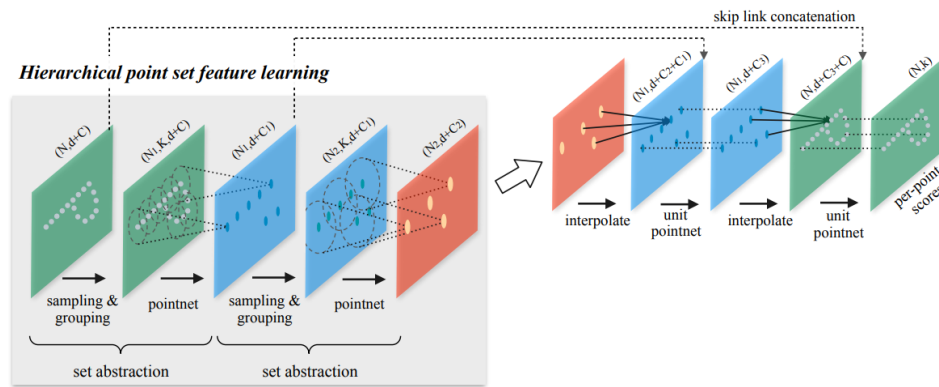 skip link concatenation
Hierarchical point set feature learning
(N,d+C)
(N1,K,d+C)
(N1,d+C1)
(N2,K,d+C1)
(N2,d+C2)
(N1,d+C2+C1)
(N1,d+C3)
(N,d+C3+C)
(N,k)
sampling &
grouping
pointnet
sampling &
grouping
pointnet
set abstraction
set abstraction
interpolate
unit
pointnet
interpolate
unit
pointnet
per-point
scores